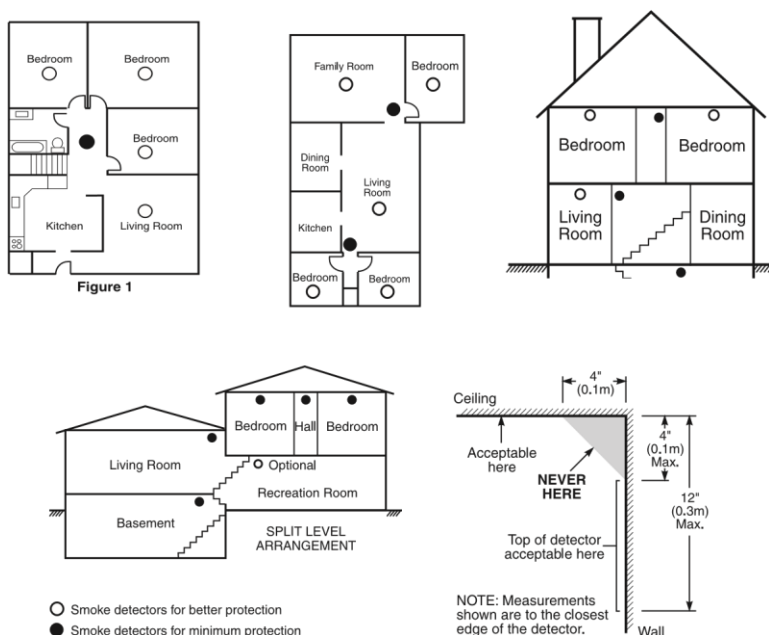 Bedroom
Bedroom
Bedroom
Kitchen
Living Room
Figure 1
Family Room
Bedroom
Dining
Room
Living
Room
Kitchen
Bedroom
Bedroom
Bedroom
Bedroom
Living
Room
Dining
Room
Bedroom
Hall
Bedroom
Living Room
Optional
Recreation Room
Basement
SPLIT LEVEL
ARRANGEMENT
Smoke detectors for better protection
Smoke detectors for minimum protection
4"
(0.1m)
Ceiling
Acceptable
here
NEVER
HERE
4"
(0.1m)
Max.
12"
(0.3m)
Max.
Top of detector
acceptable here
NOTE: Measurements
shown are to the closest
edge of the detector.
Wall